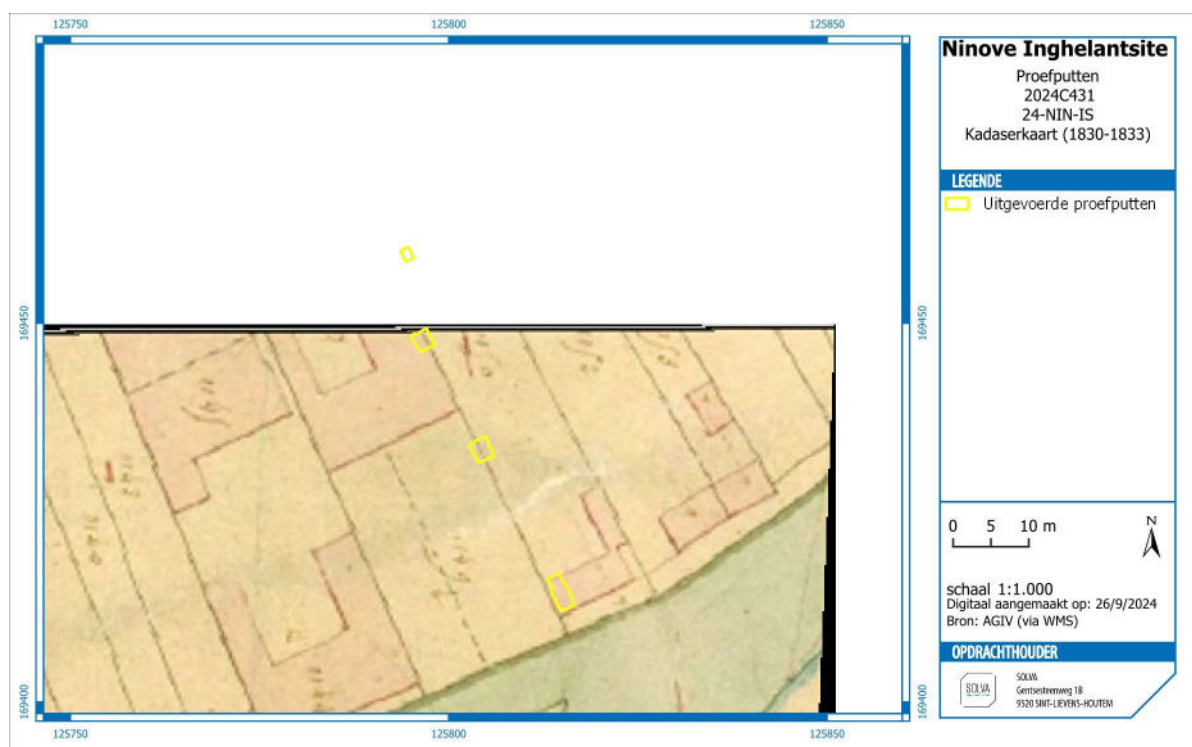 125750
125800
125850
169450
169450
169400
169400
125750
125800
125850
Ninove Inghelantsite
Proefputten
2024C431
24-NIN-IS
Kadaserkaart (1830-1833)
LEGENDE
Uitgevoerde proefputten
0 5 10 m
N
schaal 1:1.000
Digitaal aangemaakt op: 26/9/2024
Bron: AGIV (via WMS)
OPDRACHTHOUDER
SOLVA
SOLVA
Gentsesteenweg 1B
9520 SINT-LIEVENS-HOUTEM